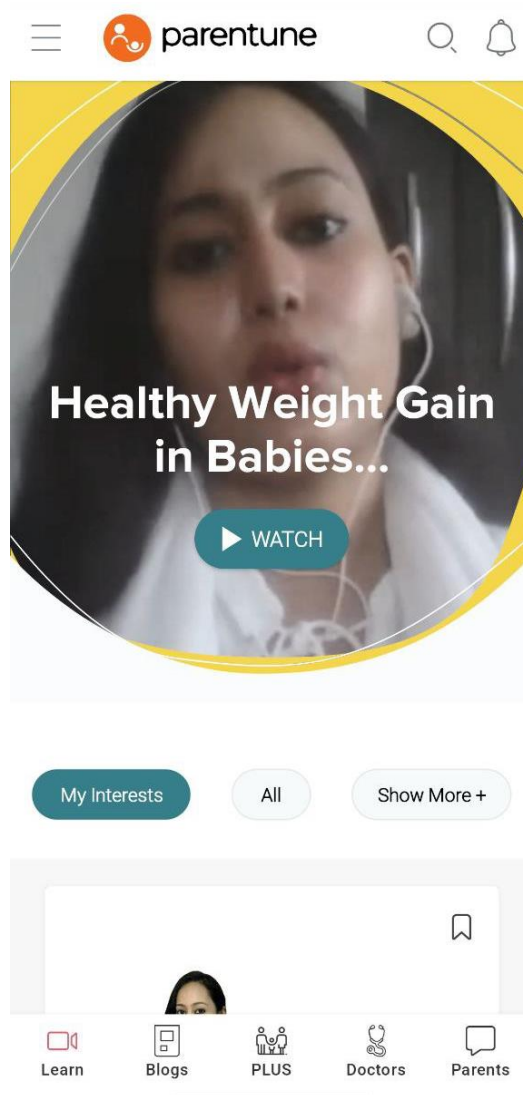 parentune
Healthy Weight Gain
in Babies...
WATCH
My Interests
All
Show More +
Learn
Blogs
PLUS
Doctors
Parents